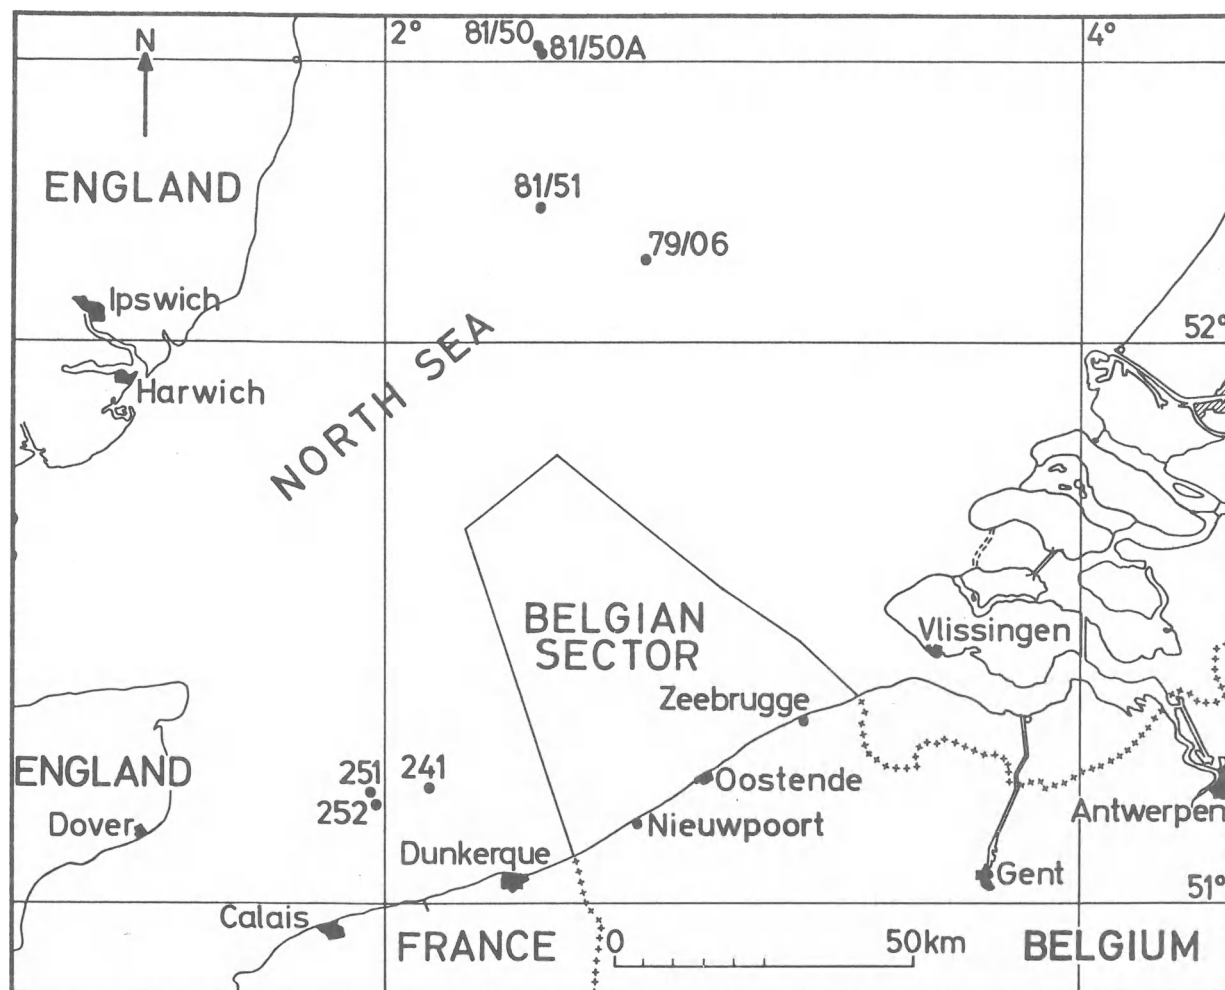 N
2°
81/50
81/50A
4°
ENGLAND
81/51
79/06
Ipswich
52°
NORTH SEA
Harwich
BELGIAN
SECTOR
Vlissingen
Zeebrugge
ENGLAND
251
241
252
Oostende
Dover
Nieuwpoort
Antwerpen
Dunkerque
Gent
51°
Calais
FRANCE
0
50km
BELGIUM